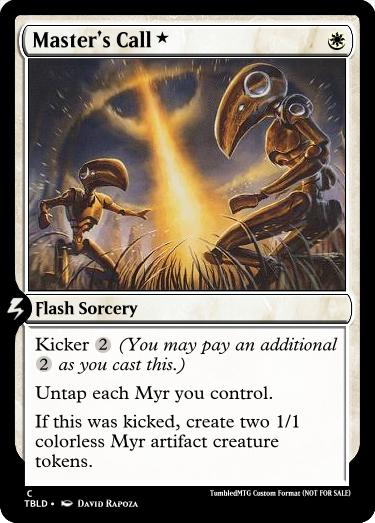 Master's Call ★
Flash Sorcery
Kicker 2 (You may pay an additional
2 as you cast this.)
Untap each Myr you control.
If this was kicked, create two 1/1
colorless Myr artifact creature
tokens.
C
TBLD • David Rapoza
TumbledMTG Custom Format (NOT FOR SALE)